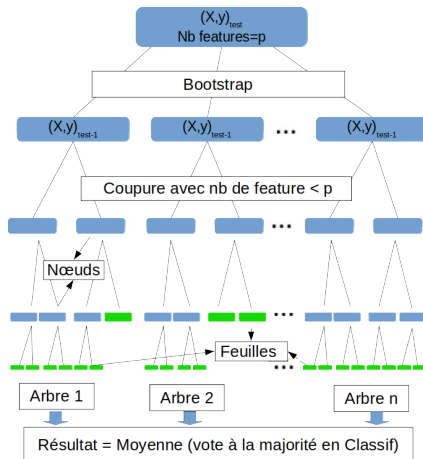 (X,y)test
Nb features=p
Bootstrap
(X,y)test-1 (X,y)test-1 ... (X,y)test-1
Coupure avec nb de feature < p
...
Nœuds
...
Feuilles
...
Arbre 1 Arbre 2 Arbre n
Résultat = Moyenne (vote à la majorité en Classif)